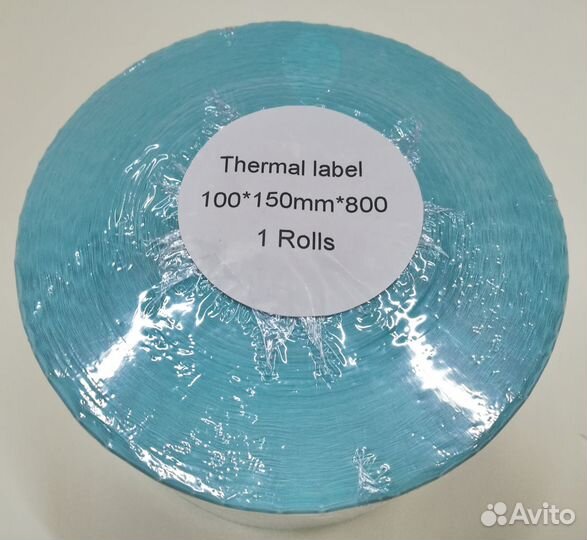 Thermal label
100*150mm*800
1 Rolls
Avito